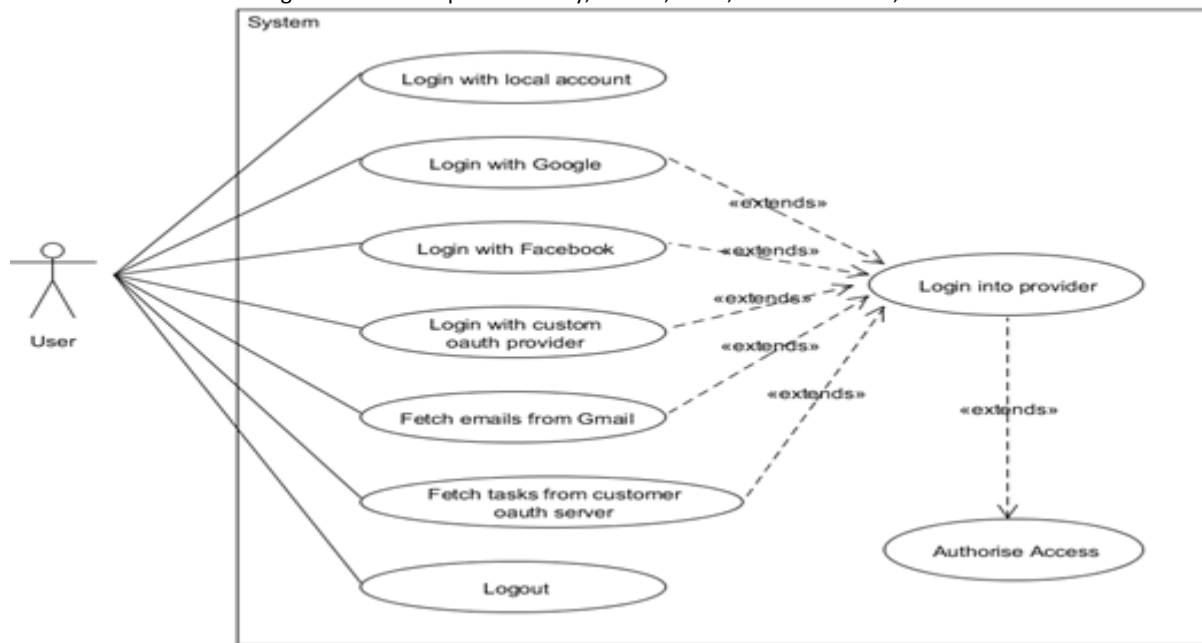 System
Login with local account
Login with Google
«extends»
Login with Facebook
«extends»
Login into provider
«extends»
Login with custom
oauth provider
User
«extends»
«extends»
Fetch emails from Gmail
«extends»
Fetch tasks from customer
oauth server
Authorise Access
Logout